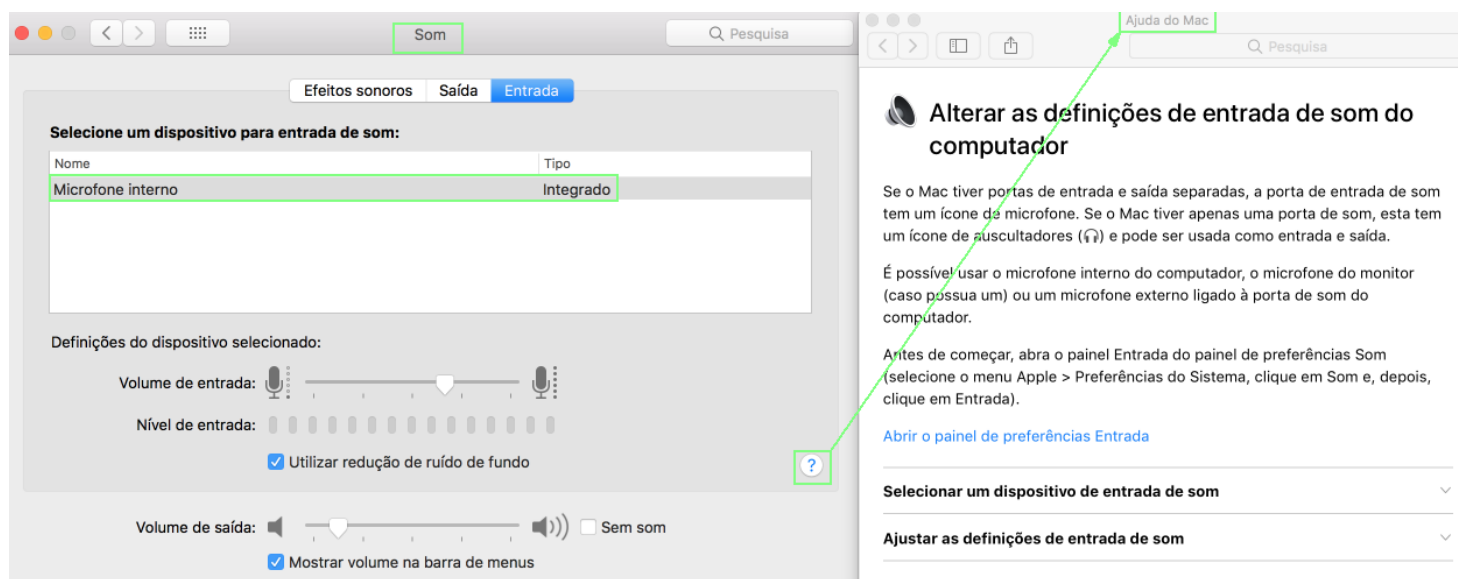 Som
Pesquisa
Efeitos sonoros Saída Entrada
Selecione um dispositivo para entrada de som:
Nome Tipo
Microfone interno Integrado
Definições do dispositivo selecionado:
Volume de entrada:
Nível de entrada:
Utilizar redução de ruído de fundo
?
Volume de saída:
Sem som
Mostrar volume na barra de menus
Ajuda do Mac
Pesquisa
Alterar as definições de entrada de som do
computador
Se o Mac tiver portas de entrada e saída separadas, a porta de entrada de som
tem um ícone de microfone. Se o Mac tiver apenas uma porta de som, esta tem
um ícone de auscultadores (🎧) e pode ser usada como entrada e saída.
É possível usar o microfone interno do computador, o microfone do monitor
(caso possua um) ou um microfone externo ligado à porta de som do
computador.
Antes de começar, abra o painel Entrada do painel de preferências Som
(selecione o menu Apple > Preferências do Sistema, clique em Som e, depois,
clique em Entrada).
Abrir o painel de preferências Entrada
Selecionar um dispositivo de entrada de som
Ajustar as definições de entrada de som